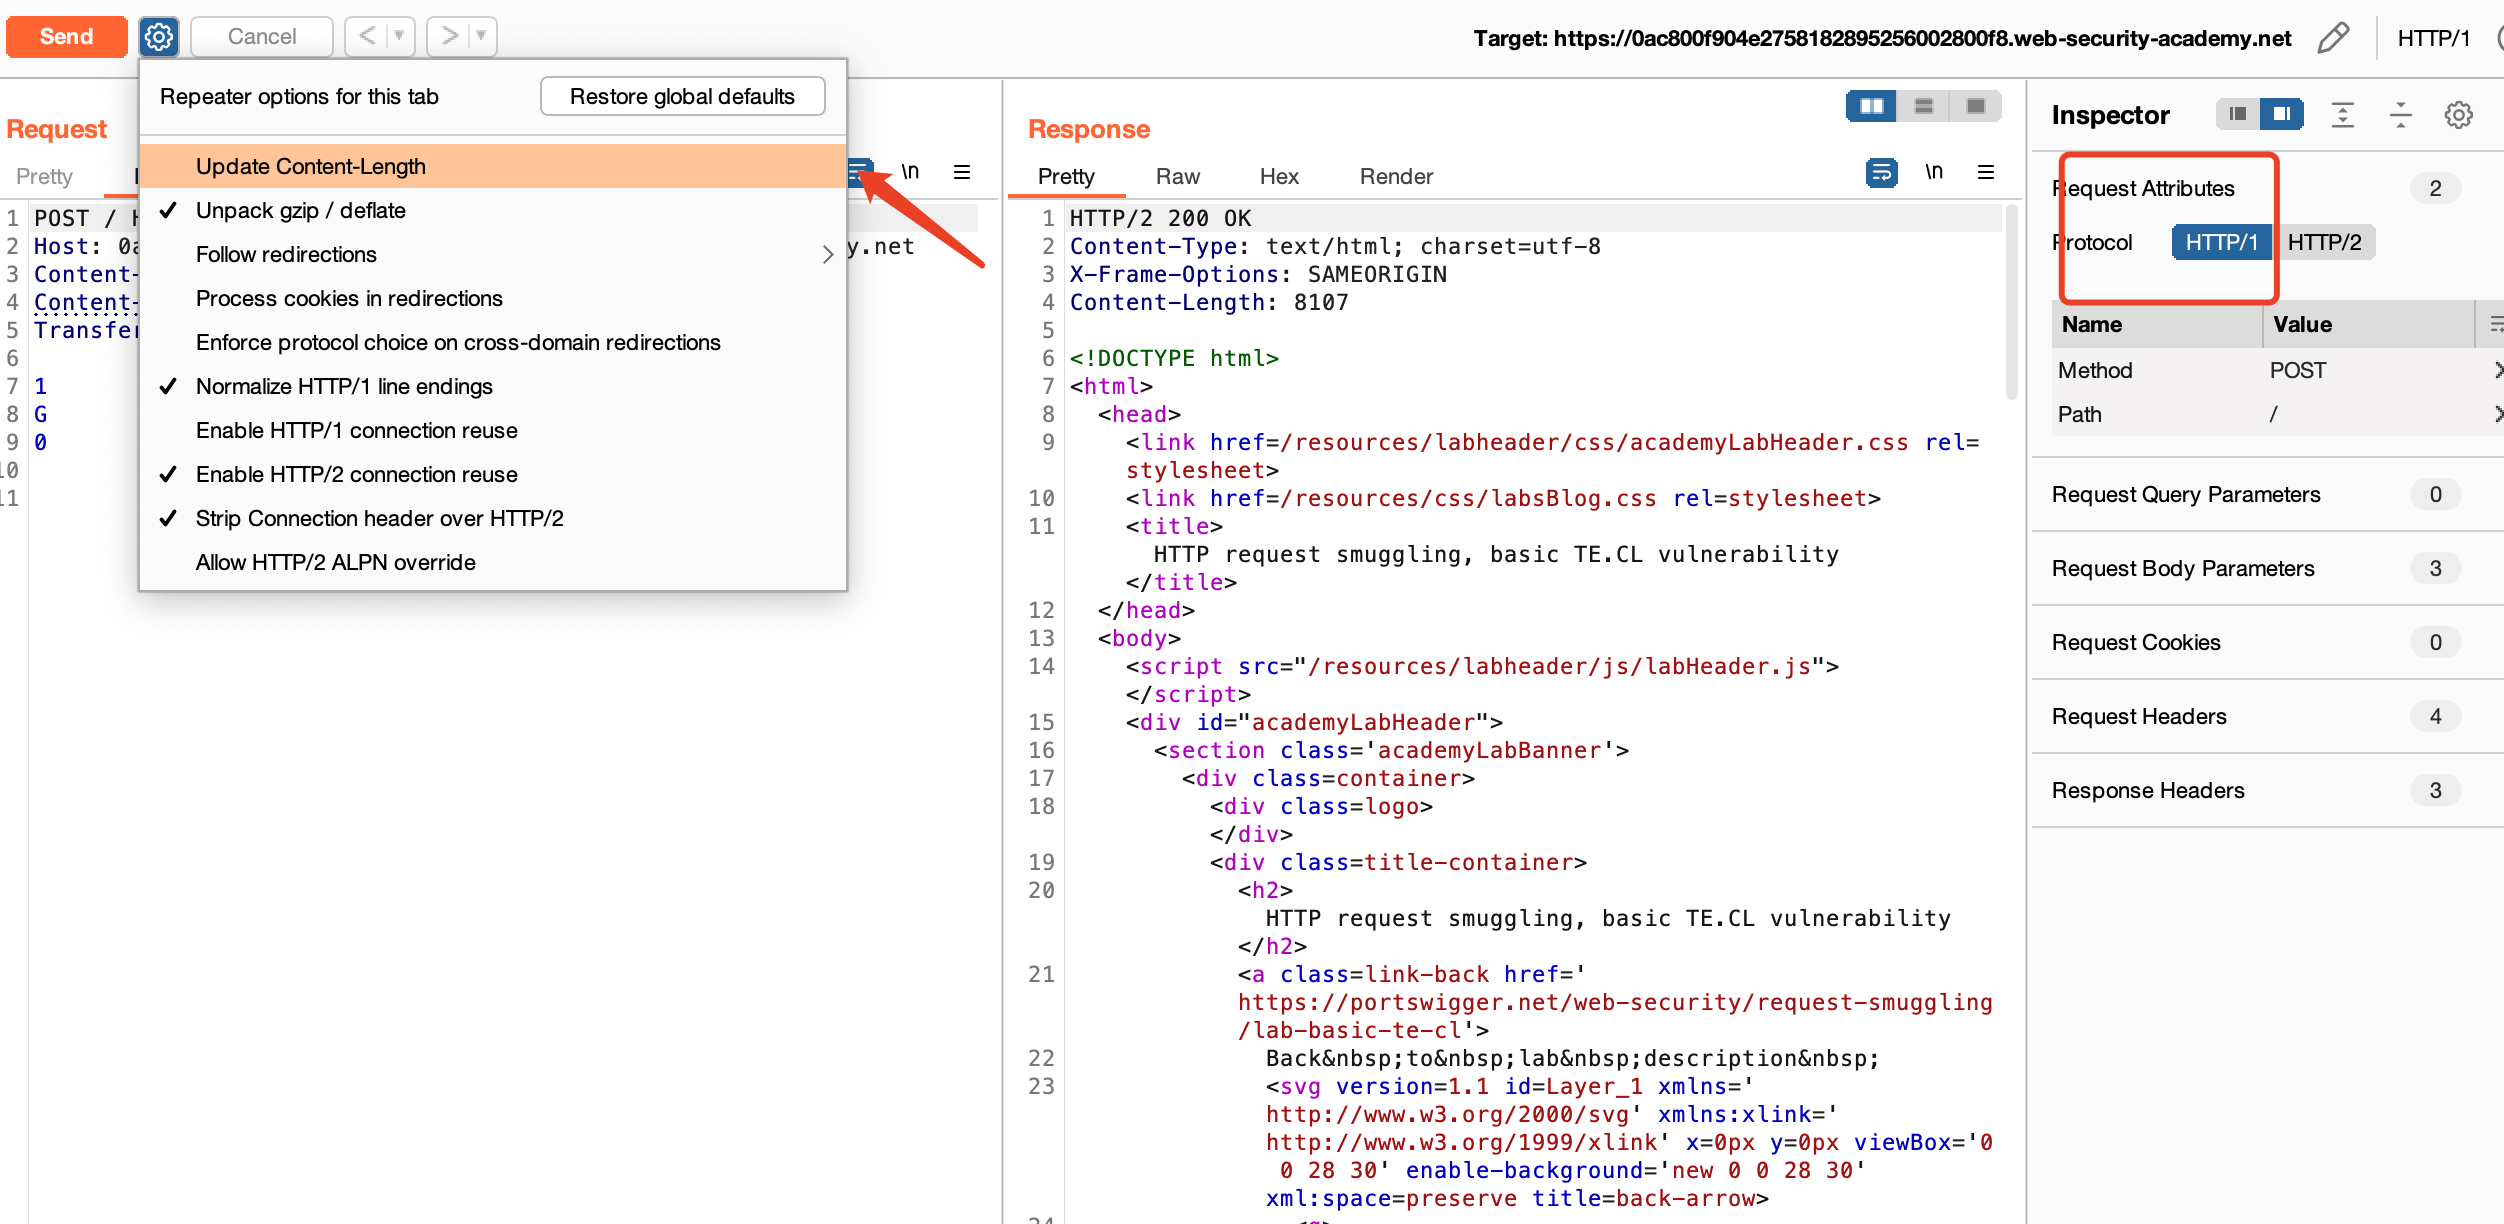 Send
Cancel
< ▼
> ▼
Target: https://0ac800f904e2758182895256002800f8.web-security-academy.net
HTTP/1
Repeater options for this tab
Restore global defaults
Update Content-Length
✓ Unpack gzip / deflate
Follow redirections >
Process cookies in redirections
Enforce protocol choice on cross-domain redirections
✓ Normalize HTTP/1 line endings
Enable HTTP/1 connection reuse
✓ Enable HTTP/2 connection reuse
✓ Strip Connection header over HTTP/2
Allow HTTP/2 ALPN override
Request
Pretty
\n
1 POST /
2 Host: 0a y.net
3 Content-
4 Content-
5 Transfer
6
7 1
8 G
9 0
10
11
Response
Pretty Raw Hex Render
\n
1 HTTP/2 200 OK
2 Content-Type: text/html; charset=utf-8
3 X-Frame-Options: SAMEORIGIN
4 Content-Length: 8107
5
6 <!DOCTYPE html>
7 <html>
8 <head>
9 <link href=/resources/labheader/css/academyLabHeader.css rel=
stylesheet>
10 <link href=/resources/css/labsBlog.css rel=stylesheet>
11 <title>
HTTP request smuggling, basic TE.CL vulnerability
</title>
12 </head>
13 <body>
14 <script src="/resources/labheader/js/labHeader.js">
</script>
15 <div id="academyLabHeader">
16 <section class='academyLabBanner'>
17 <div class=container>
18 <div class=logo>
</div>
19 <div class=title-container>
20 <h2>
HTTP request smuggling, basic TE.CL vulnerability
</h2>
21 <a class=link-back href='
https://portswigger.net/web-security/request-smuggling
/lab-basic-te-cl'>
22 Back&nbsp;to&nbsp;lab&nbsp;description&nbsp;
23 <svg version=1.1 id=Layer_1 xmlns='
http://www.w3.org/2000/svg' xmlns:xlink='
http://www.w3.org/1999/xlink' x=0px y=0px viewBox='0
0 28 30' enable-background='new 0 0 28 30'
xml:space=preserve title=back-arrow>
24 <g>
Inspector
Request Attributes 2
Protocol HTTP/1 HTTP/2
Name Value
Method POST
Path /
Request Query Parameters 0
Request Body Parameters 3
Request Cookies 0
Request Headers 4
Response Headers 3